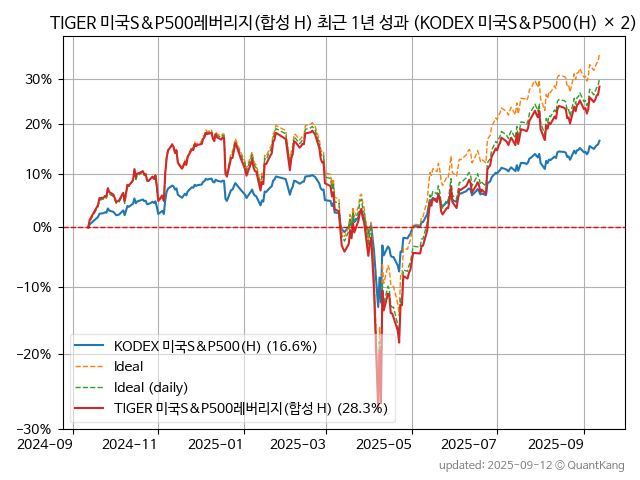 TIGER 미국S&P500레버리지(합성 H) 최근 1년 성과 (KODEX 미국S&P500(H) × 2)
30%
20%
10%
0%
−10%
−20%
−30%
KODEX 미국S&P500(H) (16.6%)
Ideal
Ideal (daily)
TIGER 미국S&P500레버리지(합성 H) (28.3%)
2024-09 2024-11 2025-01 2025-03 2025-05 2025-07 2025-09
updated: 2025-09-12 © QuantKang